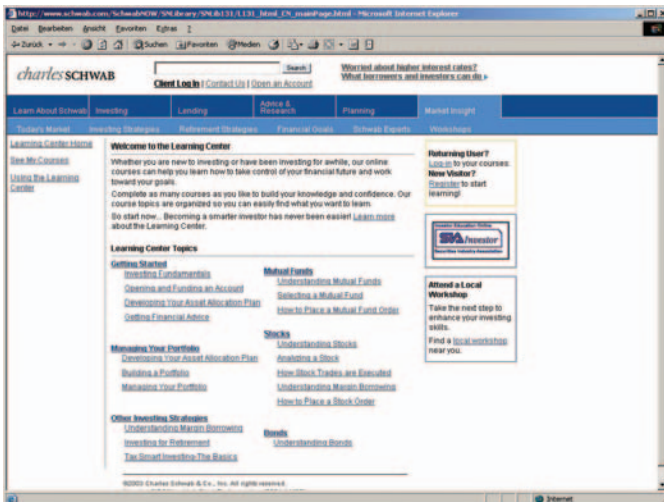 http://www.schwab.com/SchwabNOW/SNLibrary/SNLib131/L131_html_EN_mainPage.html - Microsoft Internet Explorer
Datei Bearbeiten Ansicht Favoriten Extras ?
Zurück Suchen Favoriten Medien
charles SCHWAB
Search
Client Log In | Contact Us | Open an Account
Worried about higher interest rates?
What borrowers and investors can do
Learn About Schwab Investing Lending Advice & Research Planning Market Insight
Today's Market Investing Strategies Retirement Strategies Financial Goals Schwab Experts Workshops
Learning Center Home
See My Courses
Using the Learning
Center
Welcome to the Learning Center
Whether you are new to investing or have been investing for awhile, our online
courses can help you learn how to take control of your financial future and work
toward your goals.
Complete as many courses as you like to build your knowledge and confidence. Our
course topics are organized so you can easily find what you want to learn.
So start now... Becoming a smarter investor has never been easier! Learn more
about the Learning Center.
Learning Center Topics
Getting Started
Investing Fundamentals
Opening and Funding an Account
Developing Your Asset Allocation Plan
Getting Financial Advice
Managing Your Portfolio
Developing Your Asset Allocation Plan
Building a Portfolio
Managing Your Portfolio
Other Investing Strategies
Understanding Margin Borrowing
Investing for Retirement
Tax Smart Investing-The Basics
Mutual Funds
Understanding Mutual Funds
Selecting a Mutual Fund
How to Place a Mutual Fund Order
Stocks
Understanding Stocks
Analyzing a Stock
How Stock Trades are Executed
Understanding Margin Borrowing
How to Place a Stock Order
Bonds
Understanding Bonds
Returning User?
Log-in to your courses.
New Visitor?
Register to start
learning!
Investor Education Online
SIA Investor
Securities Industry Association
Attend a Local
Workshop
Take the next step to
enhance your investing
skills.
Find a local workshop
near you.
©2003 Charles Schwab & Co., Inc. All rights reserved.
Internet